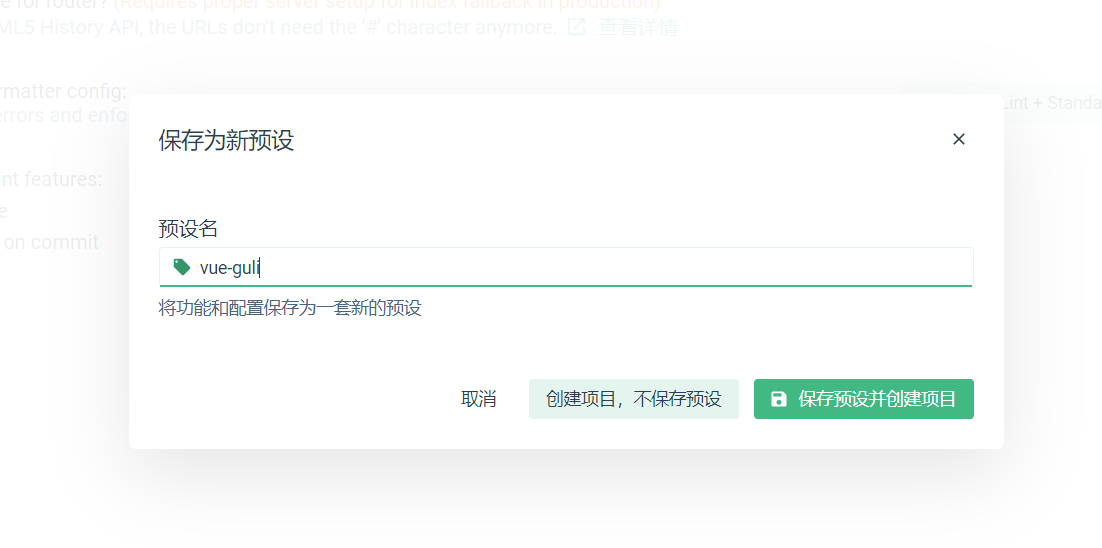 e for router? (Requires proper server setup for index fallback in production)
ML5 History API, the URLs don't need the '#' character anymore. 查看详情
rmatter config:
errors and enfo
Lint + Standa
保存为新预设
nt features:
e
on commit
预设名
vue-guli
将功能和配置保存为一套新的预设
取消
创建项目，不保存预设
保存预设并创建项目